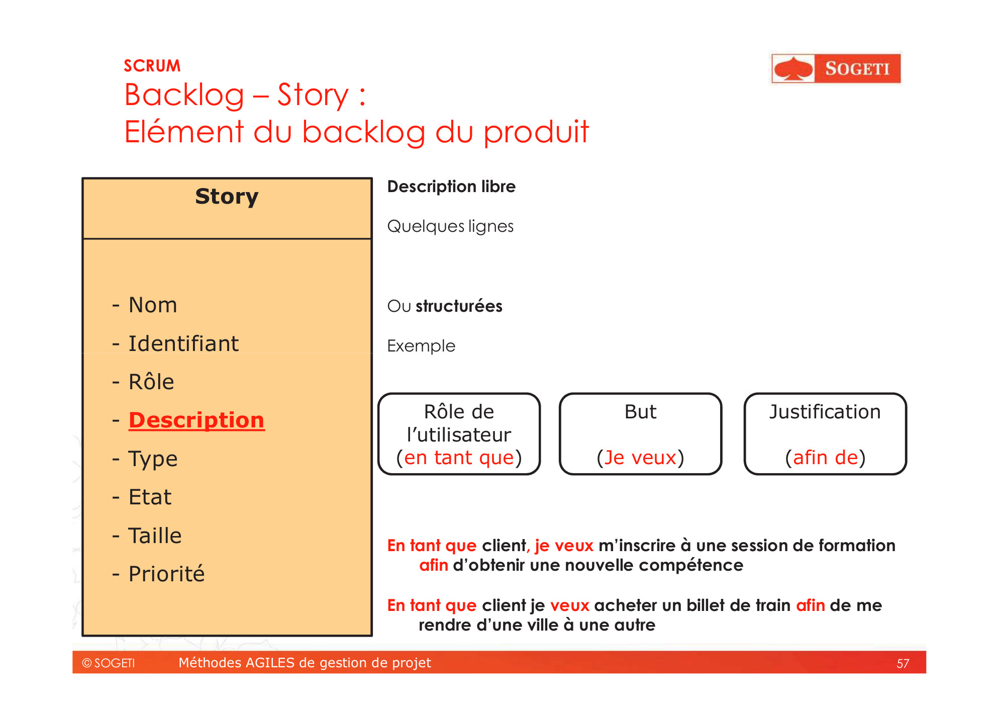 SCRUM
Backlog – Story :
Elément du backlog du produit
SOGETI
Story
- Nom
- Identifiant
- Rôle
- Description
- Type
- Etat
- Taille
- Priorité
Description libre
Quelques lignes
Ou structurées
Exemple
Rôle de
l’utilisateur
(en tant que)
But
(Je veux)
Justification
(afin de)
En tant que client, je veux m’inscrire à une session de formation
afin d’obtenir une nouvelle compétence
En tant que client je veux acheter un billet de train afin de me
rendre d’une ville à une autre
© SOGETI Méthodes AGILES de gestion de projet 57